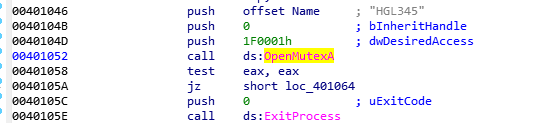 00401046 push offset Name ; "HGL345"
0040104B push 0 ; bInheritHandle
0040104D push 1F0001h ; dwDesiredAccess
00401052 call ds:OpenMutexA
00401058 test eax, eax
0040105A jz short loc_401064
0040105C push 0 ; uExitCode
0040105E call ds:ExitProcess